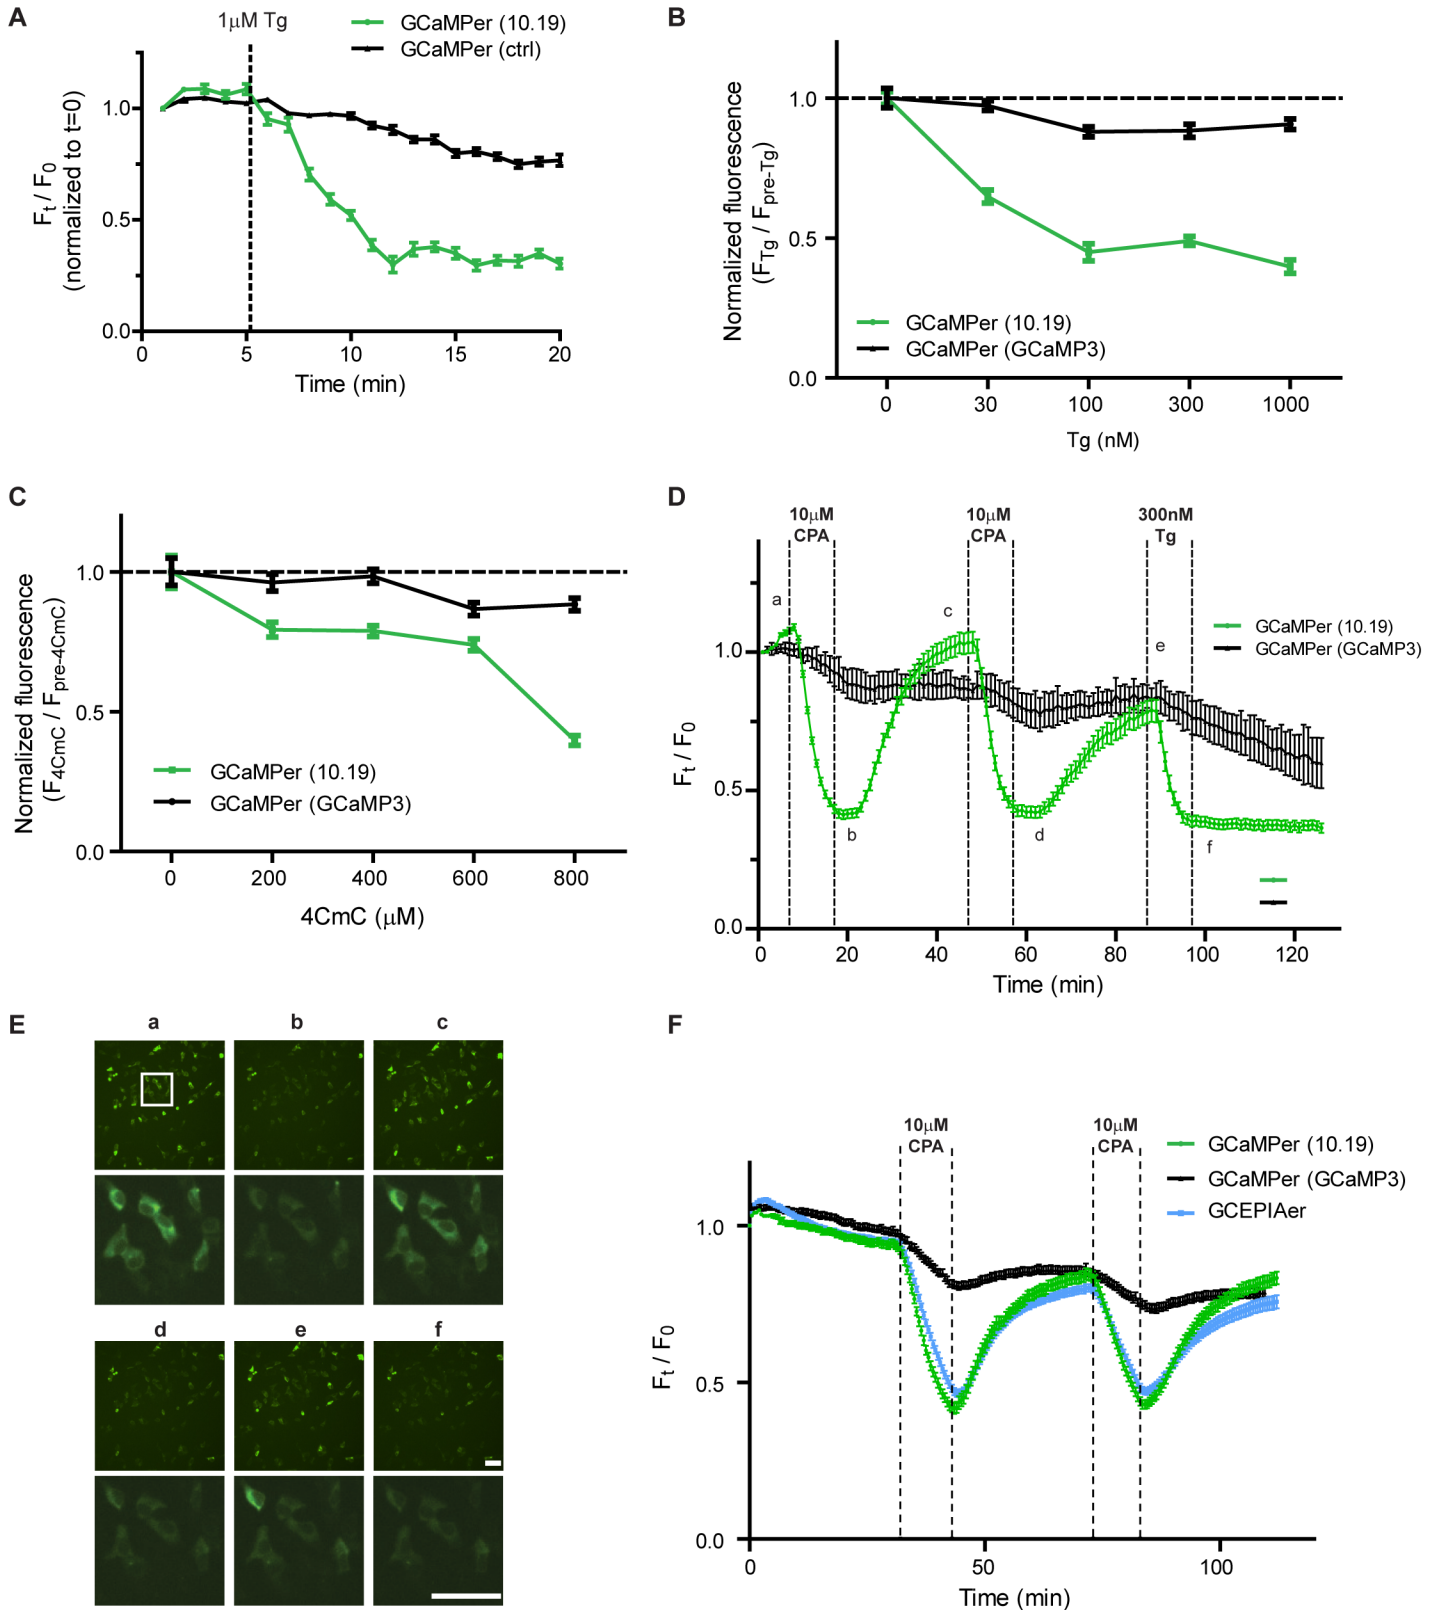 A
1μM Tg
GCaMPer (10.19)
GCaMPer (ctrl)
Ft / F0
(normalized to t=0)
1.0
0.5
0.0
0 5 10 15 20
Time (min)
B
Normalized fluorescence
(FTg / Fpre-Tg)
1.0
0.5
0.0
GCaMPer (10.19)
GCaMPer (GCaMP3)
0 30 100 300 1000
Tg (nM)
C
Normalized fluorescence
(F4CmC / Fpre-4CmC)
1.0
0.5
0.0
GCaMPer (10.19)
GCaMPer (GCaMP3)
0 200 400 600 800
4CmC (μM)
D
10μM
CPA
10μM
CPA
300nM
Tg
GCaMPer (10.19)
GCaMPer (GCaMP3)
a
b
c
d
e
f
Ft / F0
1.0
0.5
0.0
0 20 40 60 80 100 120
Time (min)
E
a b c
d e f
F
10μM
CPA
10μM
CPA
GCaMPer (10.19)
GCaMPer (GCaMP3)
GCEPIAer
Ft / F0
1.0
0.5
0.0
0 50 100
Time (min)